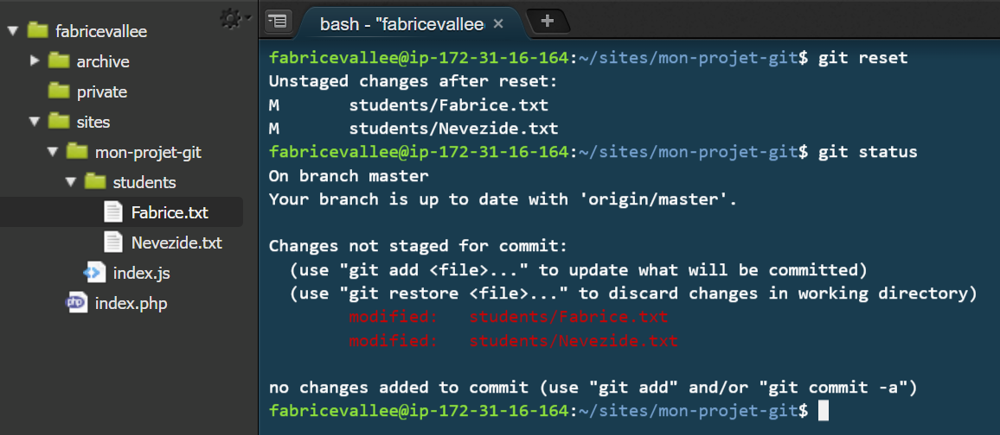 fabricevallee
archive
private
sites
mon-projet-git
students
Fabrice.txt
Nevezide.txt
index.js
php index.php
bash - "fabricevallee × +
fabricevallee@ip-172-31-16-164:~/sites/mon-projet-git$ git reset
Unstaged changes after reset:
M students/Fabrice.txt
M students/Nevezide.txt
fabricevallee@ip-172-31-16-164:~/sites/mon-projet-git$ git status
On branch master
Your branch is up to date with 'origin/master'.
Changes not staged for commit:
(use "git add <file>..." to update what will be committed)
(use "git restore <file>..." to discard changes in working directory)
modified: students/Fabrice.txt
modified: students/Nevezide.txt
no changes added to commit (use "git add" and/or "git commit -a")
fabricevallee@ip-172-31-16-164:~/sites/mon-projet-git$